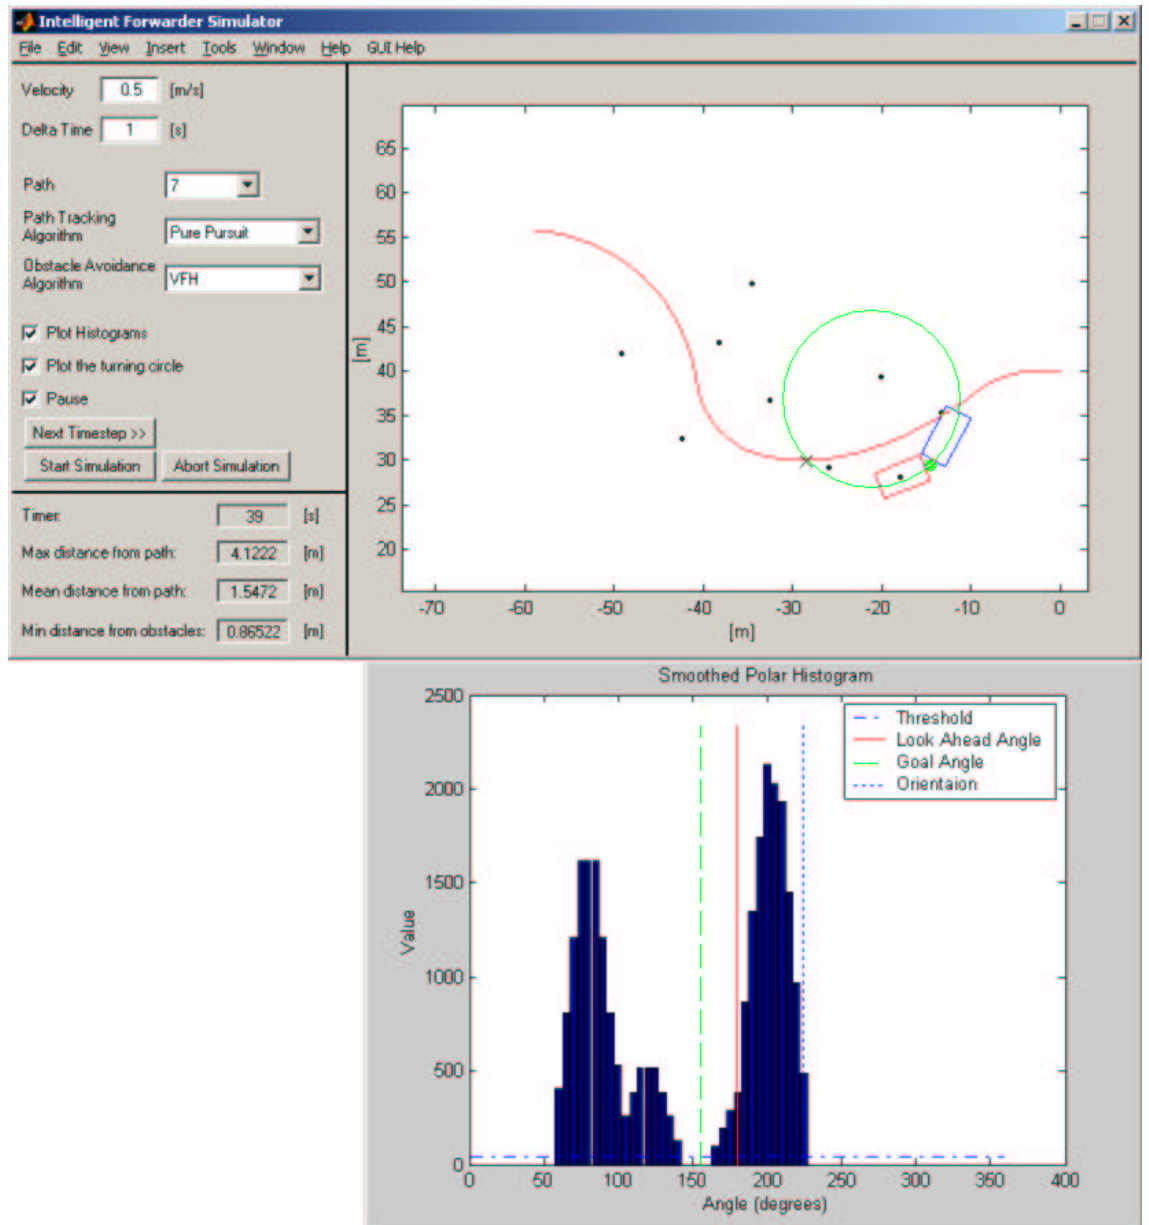 Intelligent Forwarder Simulator
File Edit View Insert Tools Window Help GUI Help
Velocity 0.5 [m/s]
Delta Time 1 [s]
Path 7
Path Tracking
Algorithm Pure Pursuit
Obstacle Avoidance
Algorithm VFH
Plot Histograms
Plot the turning circle
Pause
Next Timestep >>
Start Simulation Abort Simulation
Timer: 39 [s]
Max distance from path: 4.1222 [m]
Mean distance from path: 1.5472 [m]
Min distance from obstacles: 0.86522 [m]
65
60
55
50
45
40
35
30
25
20
[m]
-70 -60 -50 -40 -30 -20 -10 0
[m]
Smoothed Polar Histogram
2500
2000
1500
1000
500
0
Value
Threshold
Look Ahead Angle
Goal Angle
Orientaion
0 50 100 150 200 250 300 350 400
Angle (degrees)